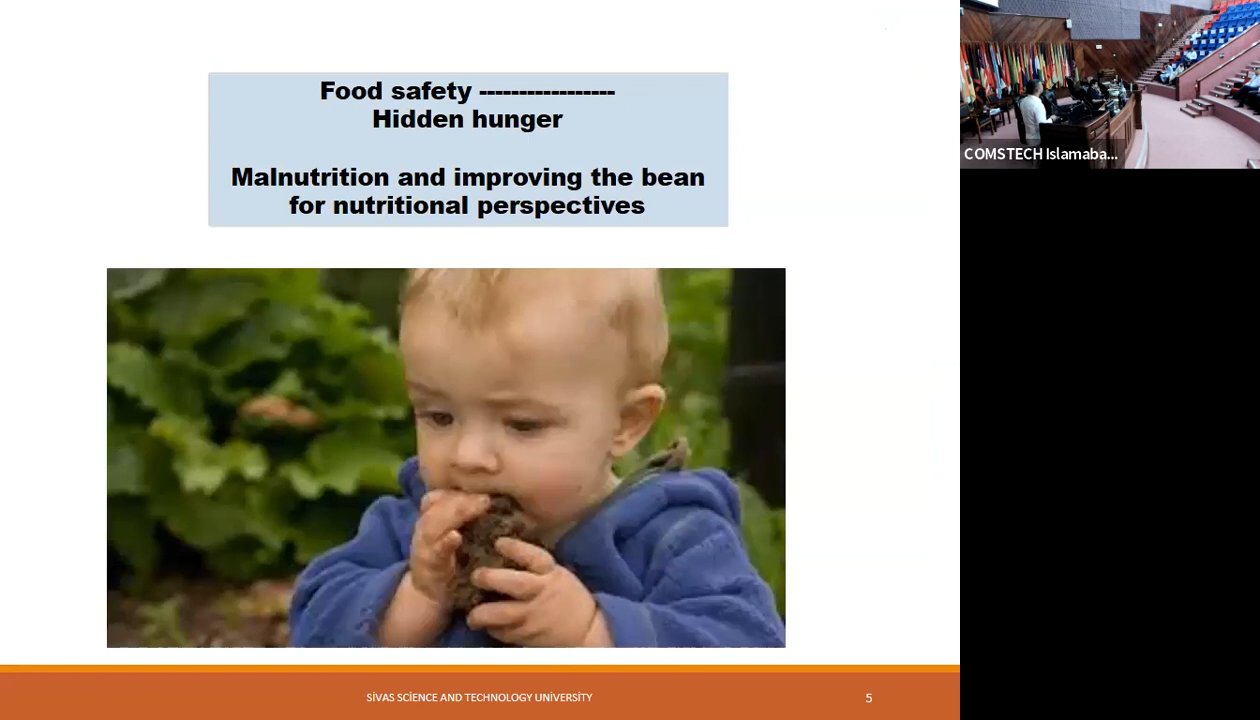 Food safety -----------------
Hidden hunger
Malnutrition and improving the bean
for nutritional perspectives
COMSTECH Islamaba...
SİVAS SCİENCE AND TECHNOLOGY UNİVERSİTY
5